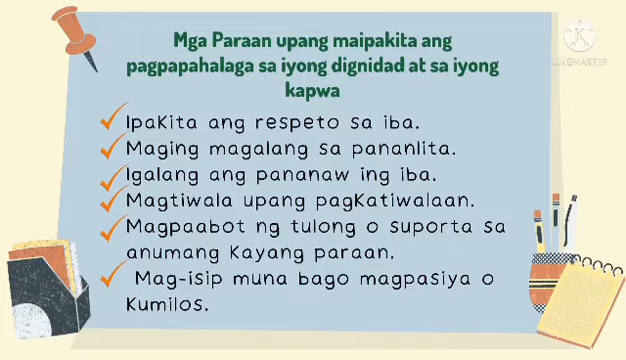 Mga Paraan upang maipakita ang
pagpapahalaga sa iyong dignidad at sa iyong
kapwa
Ipakita ang respeto sa iba.
Maging magalang sa pananlita.
Igalang ang pananaw ing iba.
Magtiwala upang pagkatiwalaan.
Magpaabot ng tulong o suporta sa
anumang kayang paraan.
Mag-isip muna bago magpasiya o
kumilos.
K
KINEMASTER